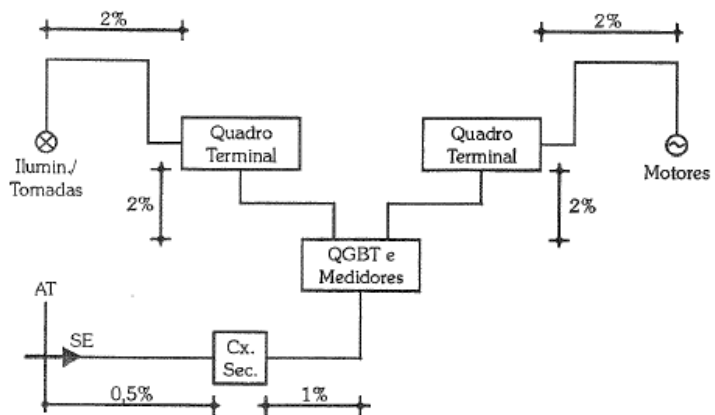 2%
2%
Quadro
Terminal
Quadro
Terminal
Ilumin./
Tomadas
Motores
2%
2%
QGBT e
Medidores
AT
SE
Cx.
Sec.
0,5%
1%